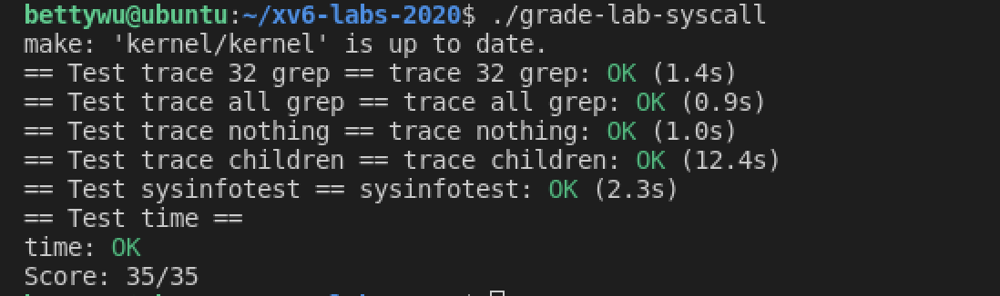 bettywu@ubuntu:~/xv6-labs-2020$ ./grade-lab-syscall
make: 'kernel/kernel' is up to date.
== Test trace 32 grep == trace 32 grep: OK (1.4s)
== Test trace all grep == trace all grep: OK (0.9s)
== Test trace nothing == trace nothing: OK (1.0s)
== Test trace children == trace children: OK (12.4s)
== Test sysinfotest == sysinfotest: OK (2.3s)
== Test time ==
time: OK
Score: 35/35